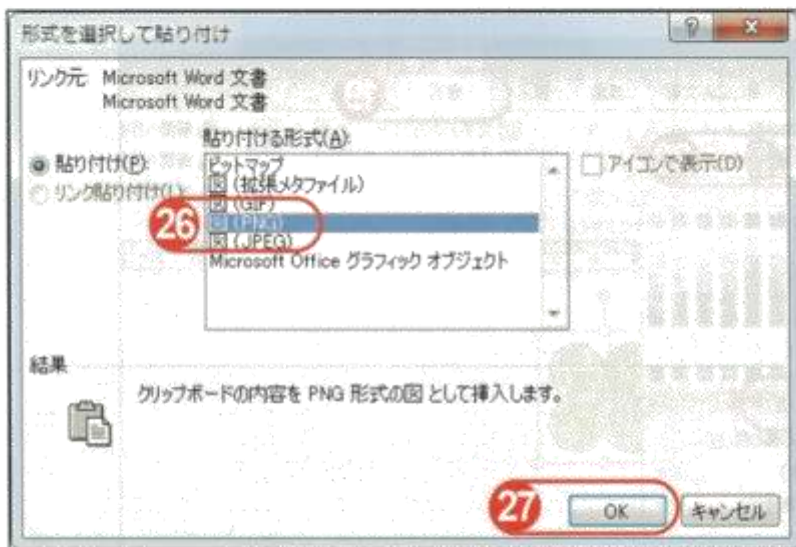 形式を選択して貼り付け
リンク元: Microsoft Word 文書
Microsoft Word 文書
貼り付ける形式(A):
貼り付け(P):
リンク貼り付け(L):
ビットマップ
図 (拡張メタファイル)
図 (GIF)
図 (PNG)
図 (JPEG)
Microsoft Office グラフィック オブジェクト
アイコンで表示(D)
26
結果
クリップボードの内容を PNG 形式の図 として挿入します。
27
OK
キャンセル